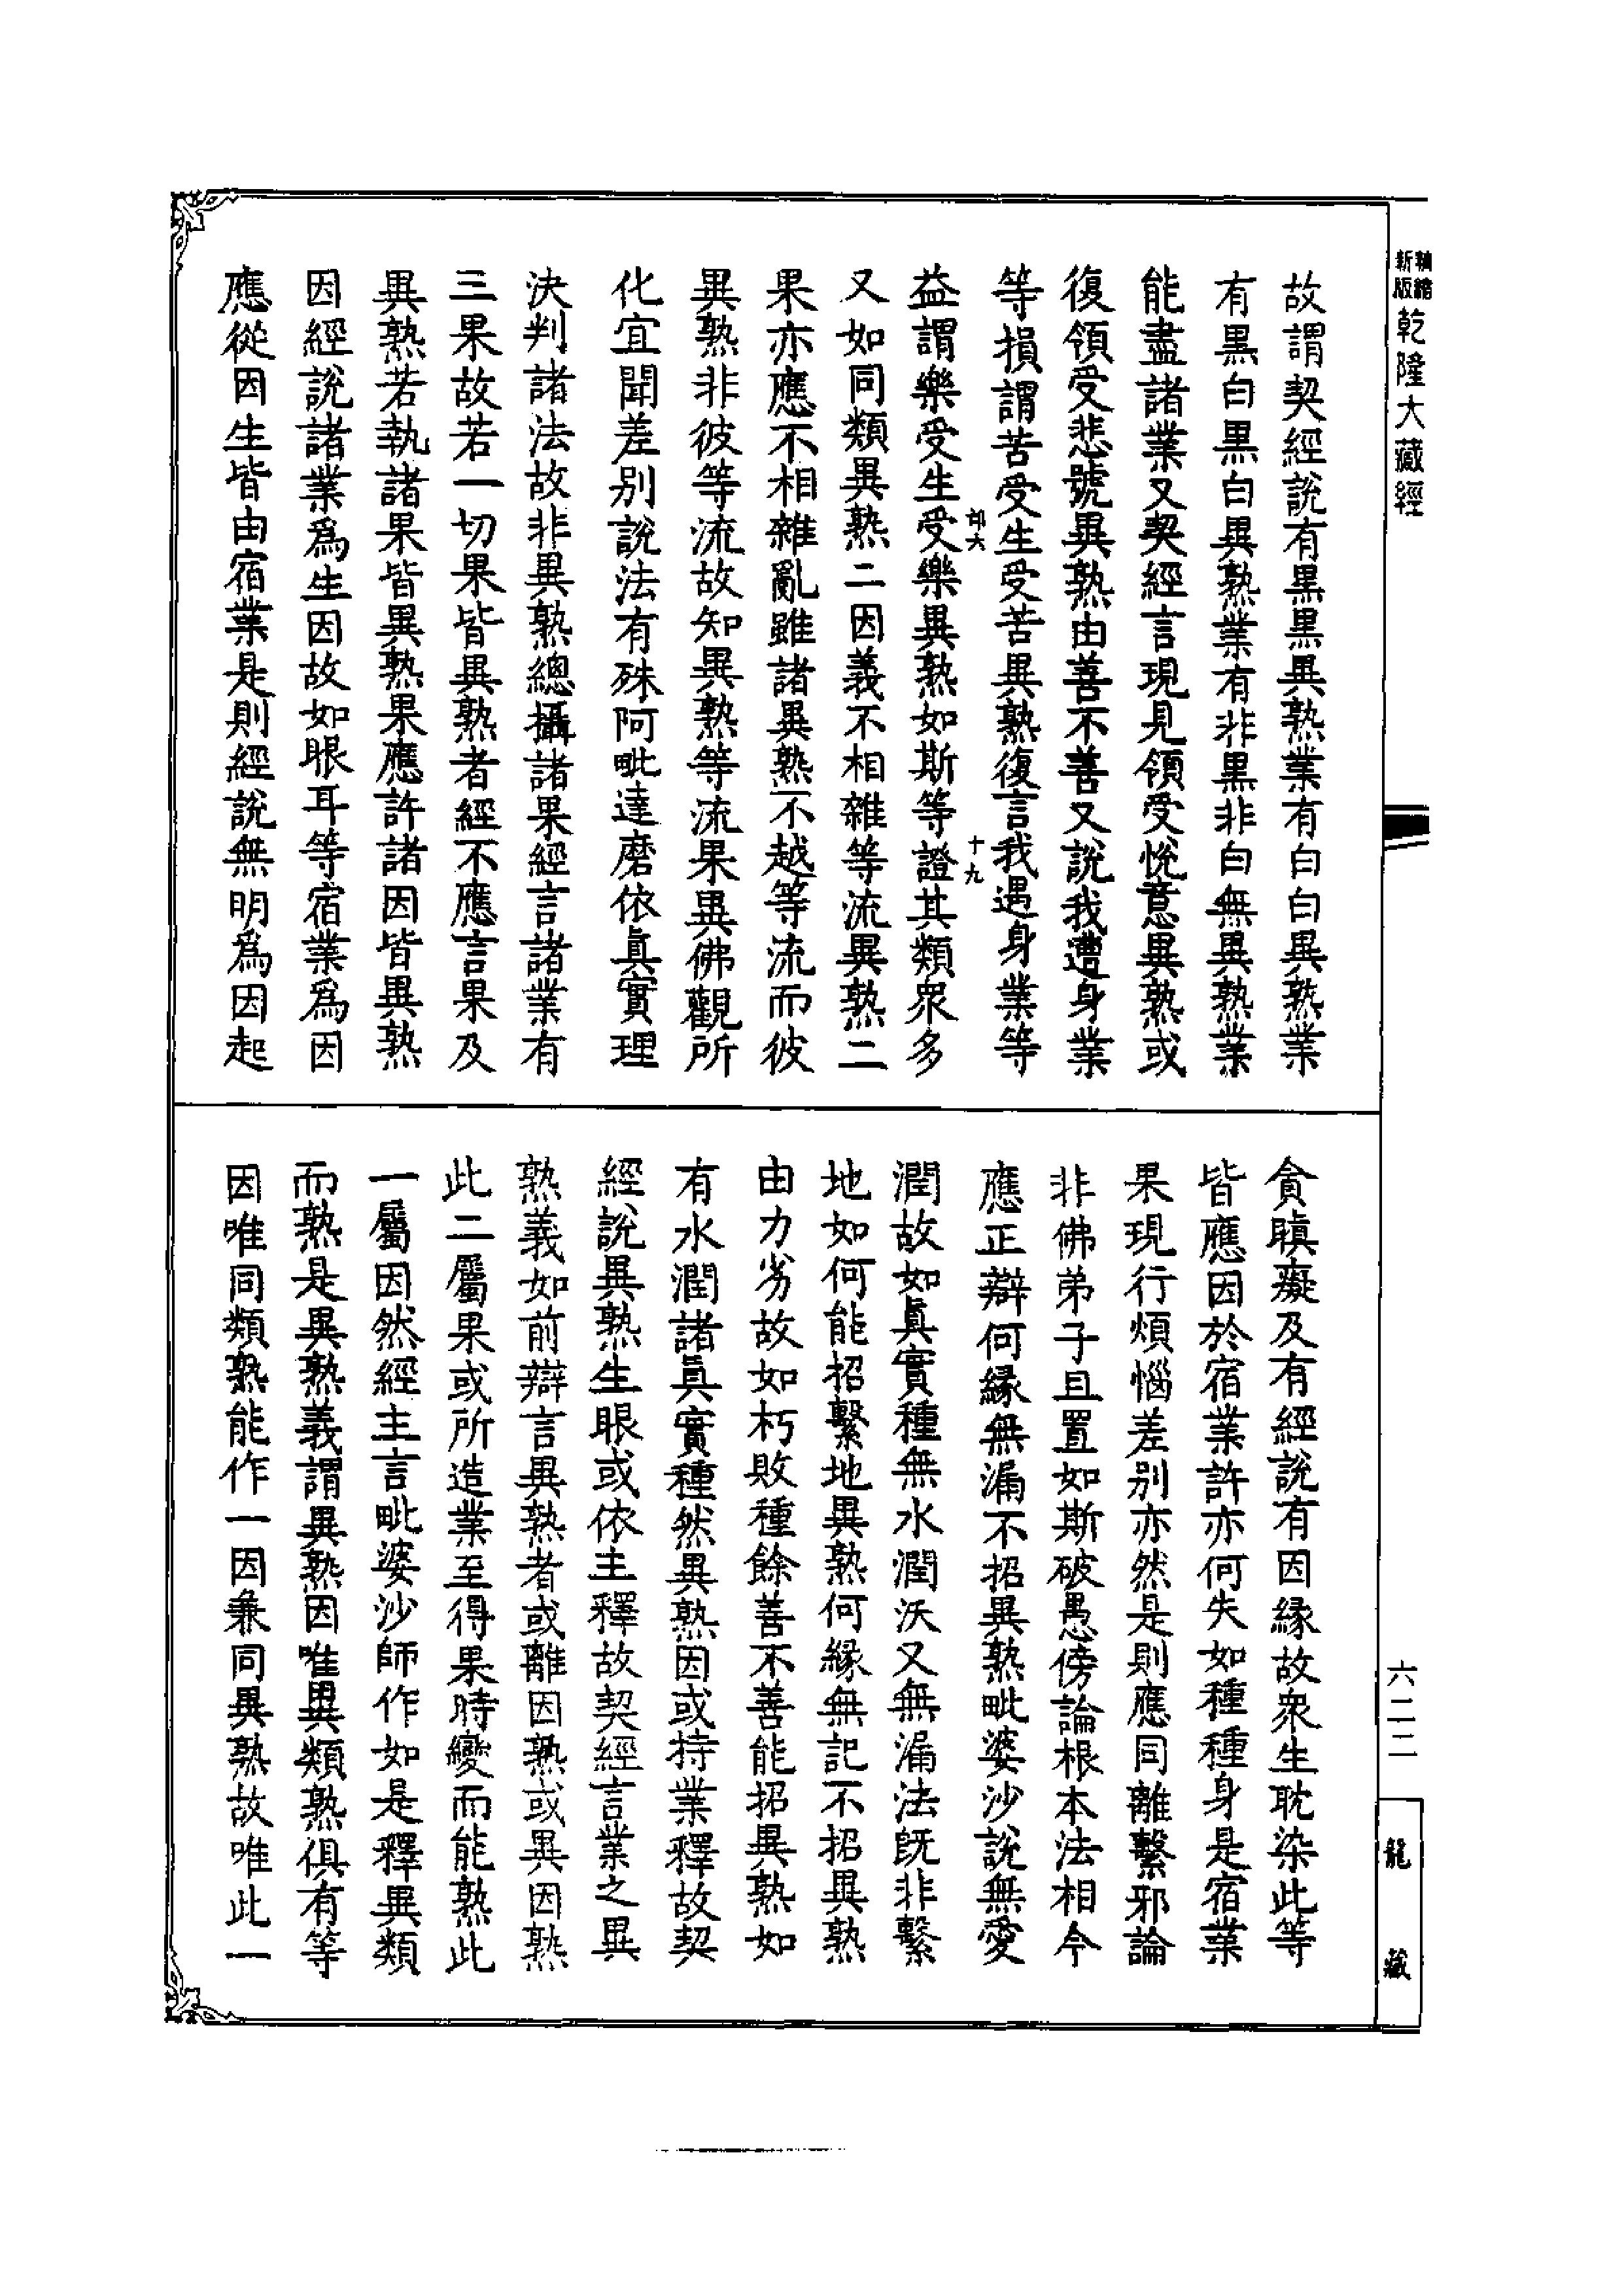 新版
釉縮
乾隆大藏經
故謂契經說有黑黑異熟業有白白異熟業
有黑白黑白異熟業有非黑非白無異熟業
能盡諸業又契經言現見領受悅意異熟或
復領受悲號異熟由善不善又說我遭身業
等損謂苦受生受苦異熟復言我遇身業等
部六
十九
益謂樂受生受樂異熟如斯等證其類衆多
又如同類異熟二因義不相雜等流異熟二
果亦應不相雜亂雖諸異熟不越等流而彼
異熟非彼等流故知異熟等流果異佛觀所
化宜聞差別說法有殊阿毗達磨依眞實理
決判諸法故非異熟總攝諸果經言諸業有
三果故若一切果皆異熟者經不應言果及
異熟若執諸果皆異熟果應許諸因皆異熟
因經說諸業爲生因故如眼耳等宿業爲因
應從因生皆由宿業是則經說無明爲因起
貪瞋癡及有經說有因緣故衆生耽染此等
皆應因於宿業許亦何失如種種身是宿業
果現行煩惱差別亦然是則應同離繫邪論
非佛弟子且置如斯破愚傍論根本法相今
應正辯何緣無漏不招異熟毗婆沙說無愛
潤故如眞實種無水潤沃又無漏法旣非繫
地如何能招繫地異熟何緣無記不招異熟
由力劣故如朽敗種餘善不善能招異熟如
有水潤諸眞實種然異熟因或持業釋故契
經說異熟生眼或依主釋故契經言業之異
熟義如前辯言異熟者或離因熟或異因熟
此二屬果或所造業至得果時變而能熟此
一屬因然經主言毗婆沙師作如是釋異類
而熟是異熟義謂異熟因唯異類熟俱有等
因唯同類熟能作一因兼同異熟故唯此一
六二二
龍藏